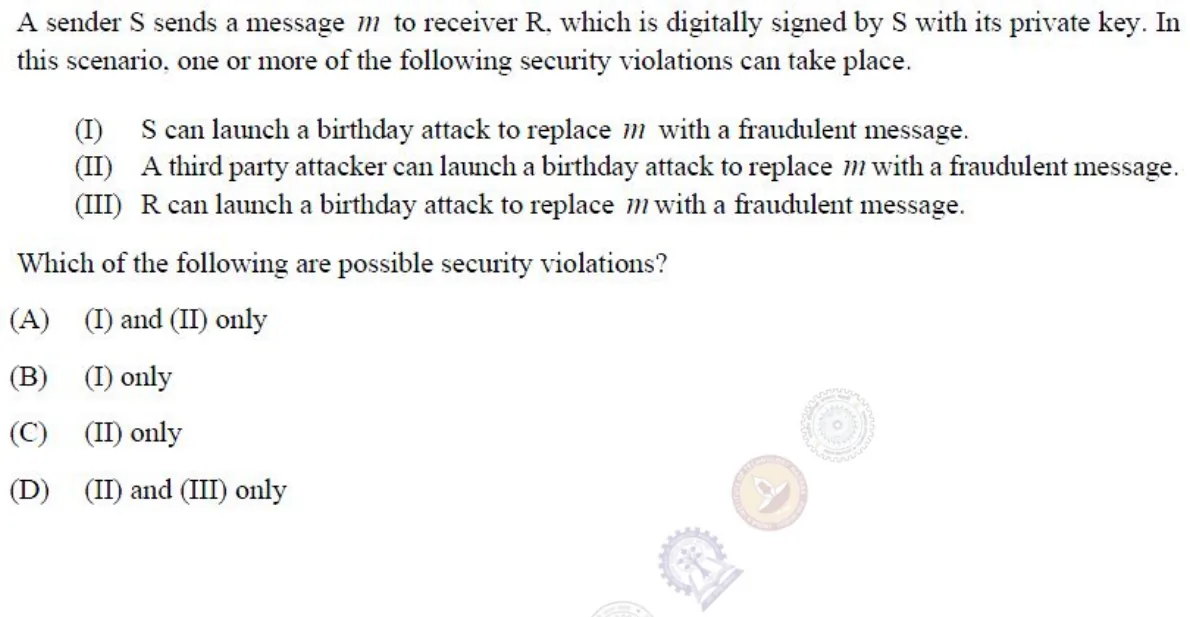 A sender S sends a message m to receiver R, which is digitally signed by S with its private key. In
this scenario, one or more of the following security violations can take place.
(I) S can launch a birthday attack to replace m with a fraudulent message.
(II) A third party attacker can launch a birthday attack to replace m with a fraudulent message.
(III) R can launch a birthday attack to replace m with a fraudulent message.
Which of the following are possible security violations?
(A) (I) and (II) only
(B) (I) only
(C) (II) only
(D) (II) and (III) only